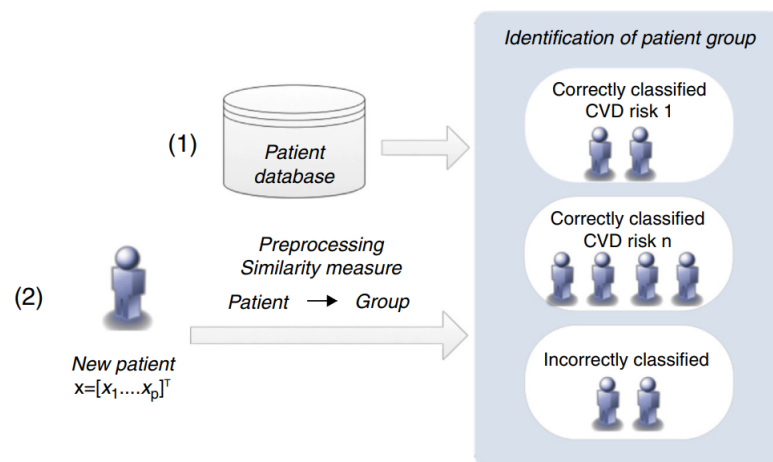 Identification of patient group
Correctly classified
CVD risk 1
(1)
Patient
database
Correctly classified
CVD risk n
Preprocessing
Similarity measure
Patient → Group
(2)
New patient
x=[x₁....xₚ]ᵀ
Incorrectly classified